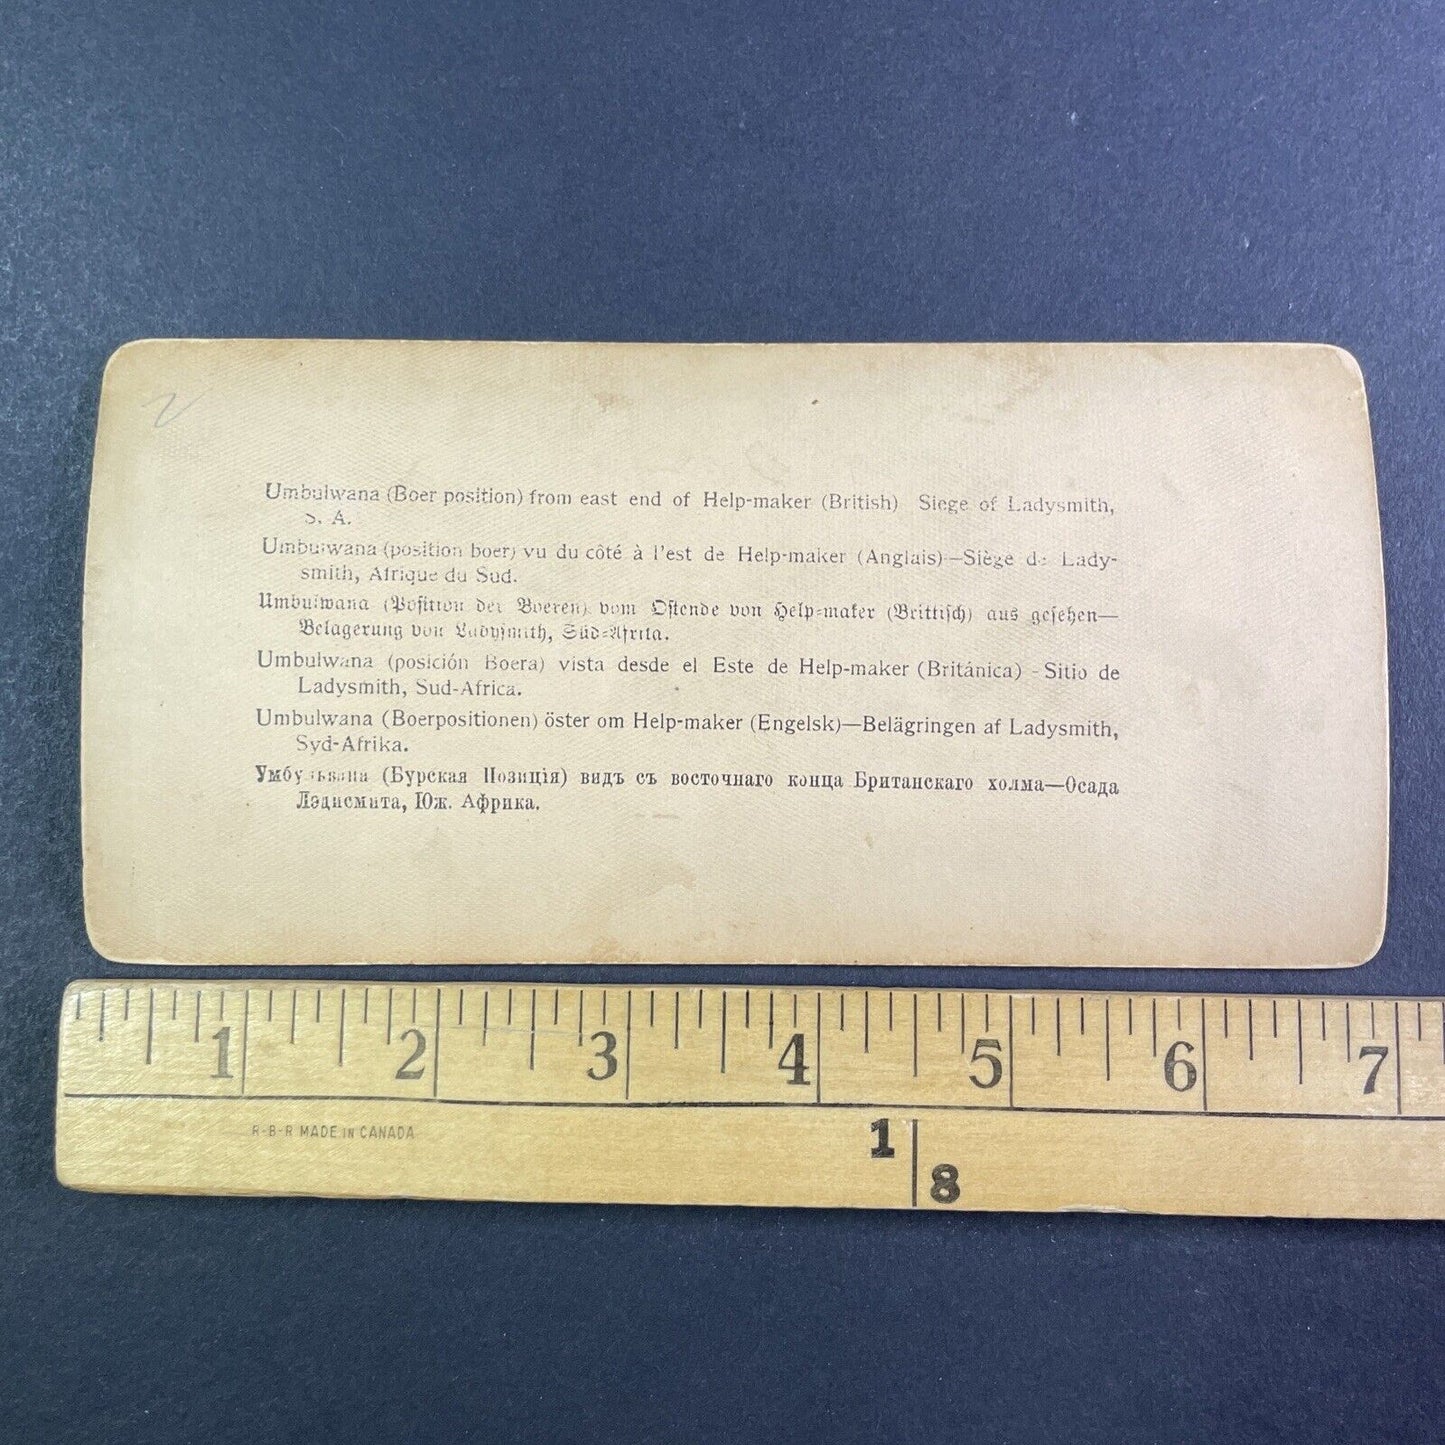 2
Umbulwana (Boer position) from east end of Help-maker (British) Siege of Ladysmith,
S. A.
Umbulwana (position boer) vu du côté à l'est de Help-maker (Anglais)—Siège de Lady-
smith, Afrique du Sud.
Umbulwana (Position der Boeren) vom Ostende von Help-maker (Brittisch) aus gesehen—
Belagerung von Ladysmith, Süd-Afrika.
Umbulwana (posición Boera) vista desde el Este de Help-maker (Británica) - Sitio de
Ladysmith, Sud-Africa.
Umbulwana (Boerpositionen) öster om Help-maker (Engelsk)—Belägringen af Ladysmith,
Syd-Afrika.
Умбульвана (Бурская Позиція) видъ съ восточнаго конца Британскаго холма—Осада
Лэдисмита, Юж. Африка.
1 2 3 4 5 6 7
R-B-R MADE IN CANADA
1 8